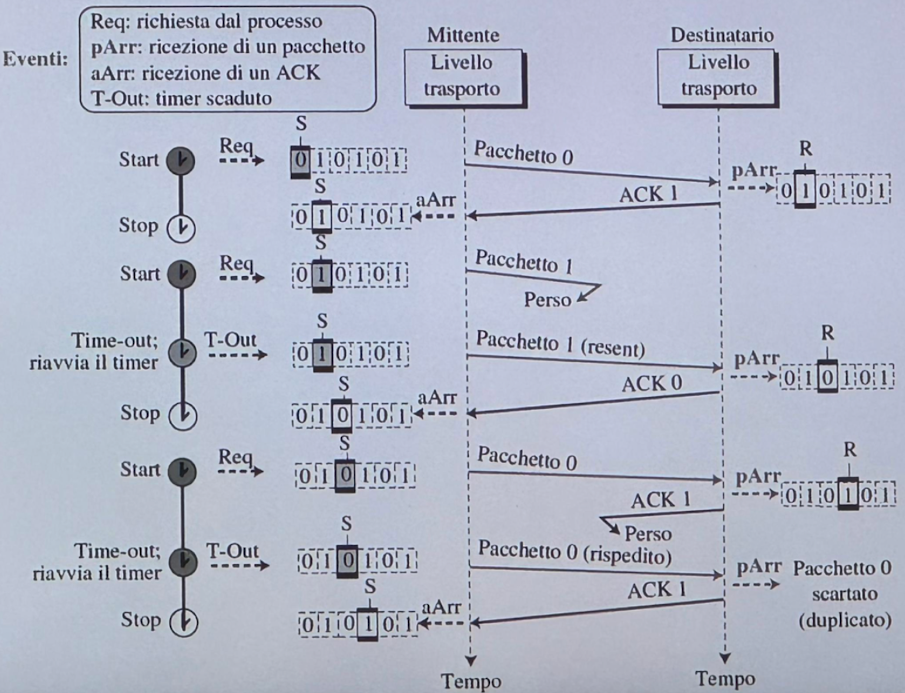 Eventi:
Req: richiesta dal processo
pArr: ricezione di un pacchetto
aArr: ricezione di un ACK
T-Out: timer scaduto
Mittente
Livello
trasporto
Destinatario
Livello
trasporto
Start
Req
S
0 1 0 1 0 1
Pacchetto 0
pArr
R
0 1 0 1 0 1
Stop
S
0 1 0 1 0 1
aArr
ACK 1
Start
Req
S
0 1 0 1 0 1
Pacchetto 1
Perso
Time-out;
riavvia il timer
T-Out
S
0 1 0 1 0 1
Pacchetto 1 (resent)
pArr
R
0 1 0 1 0 1
Stop
S
0 1 0 1 0 1
aArr
ACK 0
Start
Req
S
0 1 0 1 0 1
Pacchetto 0
pArr
R
0 1 0 1 0 1
ACK 1
Perso
Time-out;
riavvia il timer
T-Out
S
0 1 0 1 0 1
Pacchetto 0 (rispedito)
pArr
Pacchetto 0
scartato
(duplicato)
Stop
S
0 1 0 1 0 1
aArr
ACK 1
Tempo
Tempo